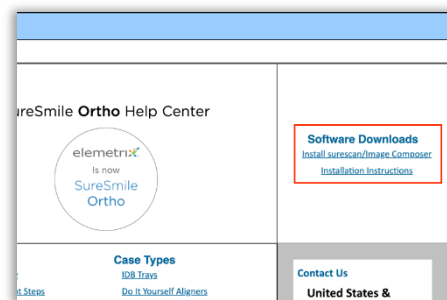 Ortho Help Center
elemetrix
Is now
SureSmile
Ortho
Software Downloads
Install surescan/Image Composer
Installation Instructions
Case Types
IDB Trays
Steps
Do It Yourself Aligners
Contact Us
United States &